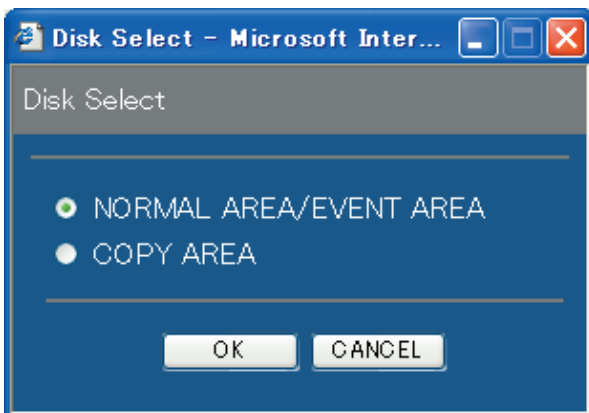 Disk Select - Microsoft Inter...
Disk Select
NORMAL AREA/EVENT AREA
COPY AREA
OK CANCEL